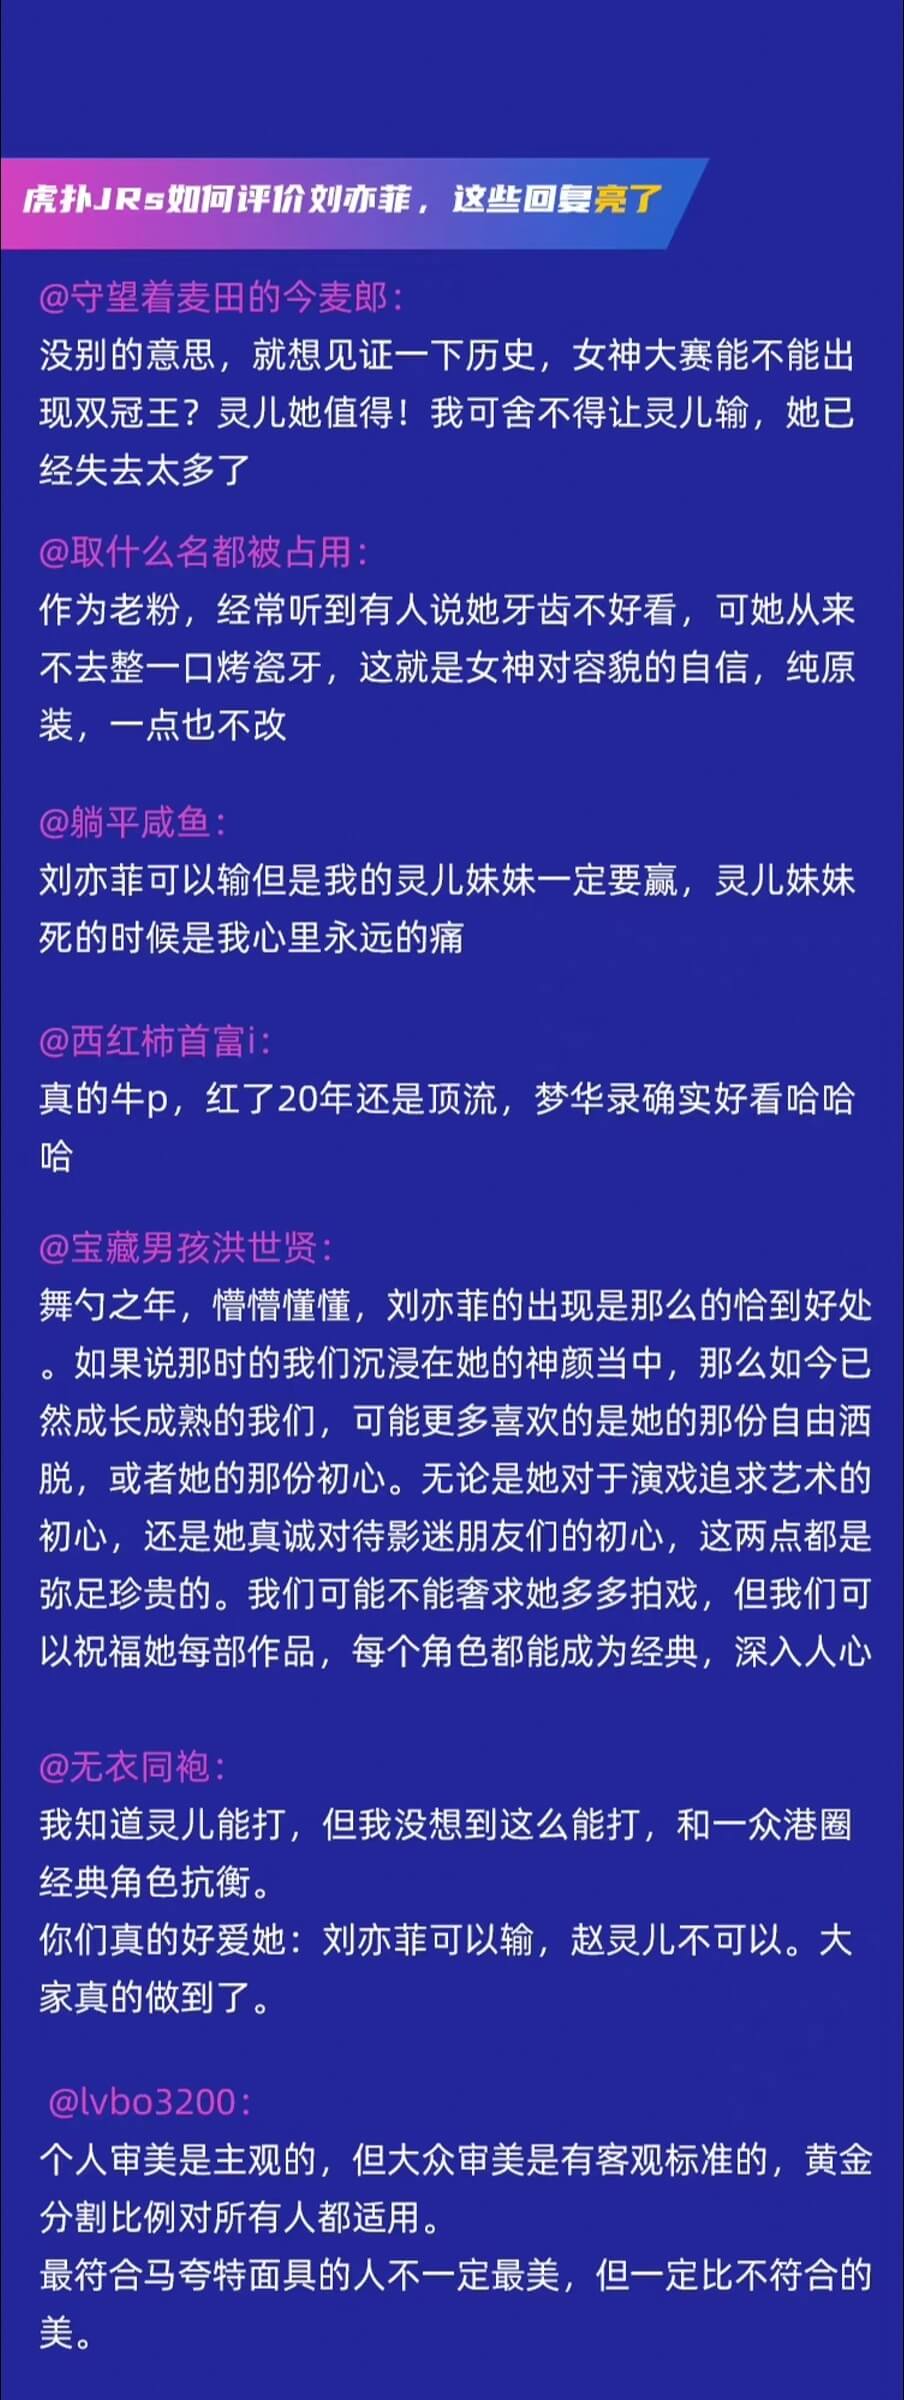 虎扑JRs如何评价刘亦菲，这些回复亮了
@守望着麦田的今麦郎：
没别的意思，就想见证一下历史，女神大赛能不能出
现双冠王？灵儿她值得！我可舍不得让灵儿输，她已
经失去太多了
@取什么名都被占用：
作为老粉，经常听到有人说她牙齿不好看，可她从来
不去整一口烤瓷牙，这就是女神对容貌的自信，纯原
装，一点也不改
@躺平咸鱼：
刘亦菲可以输但是我的灵儿妹妹一定要赢，灵儿妹妹
死的时候是我心里永远的痛
@西红柿首富i：
真的牛p，红了20年还是顶流，梦华录确实好看哈哈
哈
@宝藏男孩洪世贤：
舞勺之年，懵懵懂懂，刘亦菲的出现是那么的恰到好处
。如果说那时的我们沉浸在她的神颜当中，那么如今已
然成长成熟的我们，可能更多喜欢的是她的那份自由洒
脱，或者她的那份初心。无论是她对于演戏追求艺术的
初心，还是她真诚对待影迷朋友们的初心，这两点都是
弥足珍贵的。我们可能不能奢求她多多拍戏，但我们可
以祝福她每部作品，每个角色都能成为经典，深入人心
@无衣同袍：
我知道灵儿能打，但我没想到这么能打，和一众港圈
经典角色抗衡。
你们真的好爱她：刘亦菲可以输，赵灵儿不可以。大
家真的做到了。
@lvbo3200：
个人审美是主观的，但大众审美是有客观标准的，黄金
分割比例对所有人都适用。
最符合马夸特面具的人不一定最美，但一定比不符合的
美。